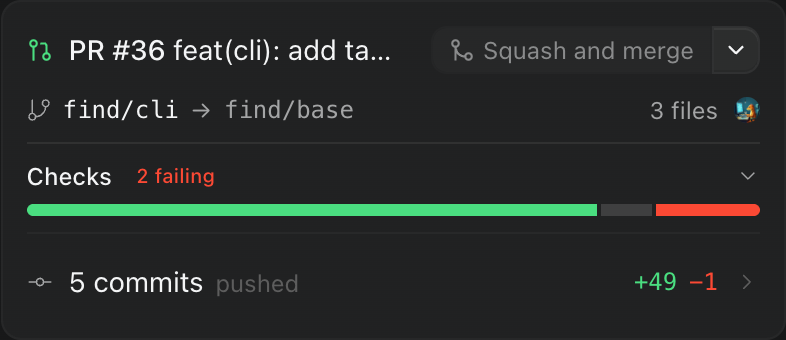 PR #36 feat(cli): add ta...
Squash and merge
find/cli → find/base
3 files
Checks 2 failing
5 commits pushed
+49 −1